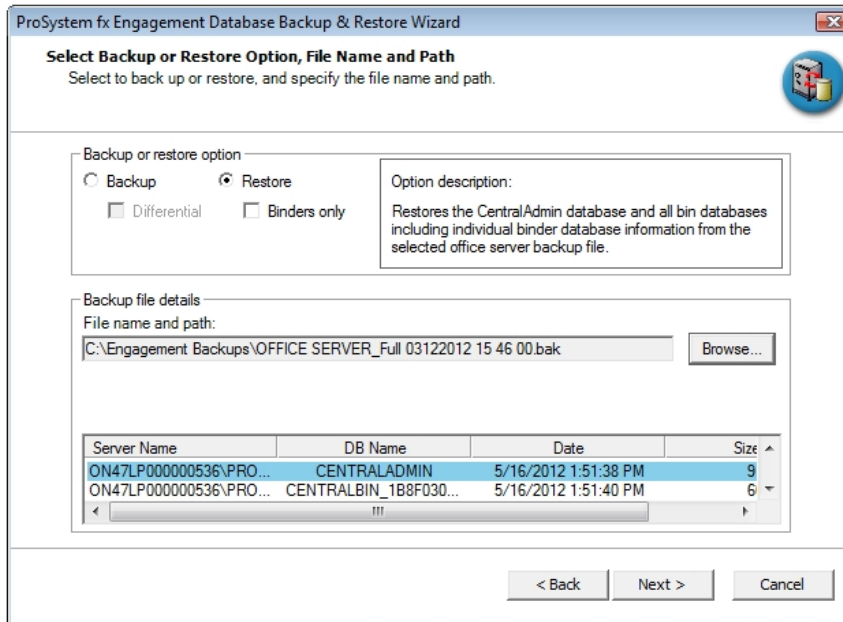 ProSystem fx Engagement Database Backup & Restore Wizard
Select Backup or Restore Option, File Name and Path
Select to back up or restore, and specify the file name and path.
Backup or restore option
Backup Restore
Differential Binders only
Option description:
Restores the CentralAdmin database and all bin databases
including individual binder database information from the
selected office server backup file.
Backup file details
File name and path:
C:\Engagement Backups\OFFICE SERVER_Full 03122012 15 46 00.bak Browse...
Server Name DB Name Date Size
ON47LP000000536\PRO... CENTRALADMIN 5/16/2012 1:51:38 PM 9
ON47LP000000536\PRO... CENTRALBIN_1B8F030... 5/16/2012 1:51:40 PM
< Back Next > Cancel